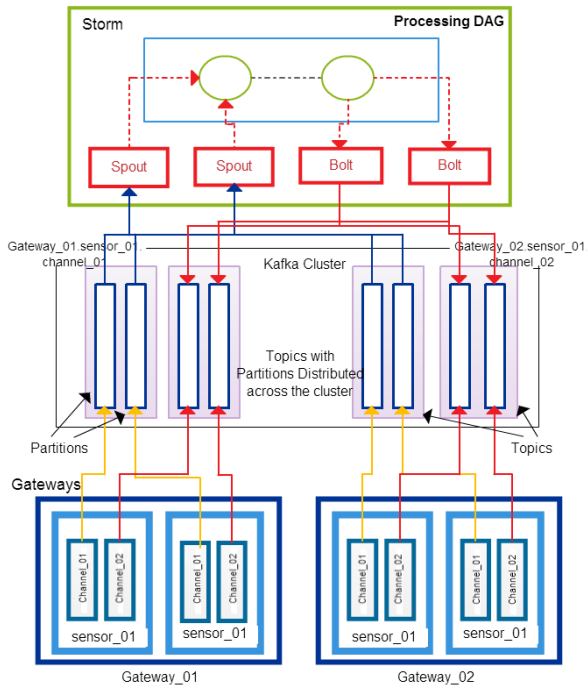 Storm
Processing DAG
Spout
Spout
Bolt
Bolt
Gateway_01.sensor_01.
channel_01
Gateway_02.sensor_01
channel_02
Kafka Cluster
Topics with
Partitions Distributed
across the cluster
Partitions
Topics
Gateways
Channel_01
Channel_02
Channel_01
Channel_02
Channel_01
Channel_02
Channel_01
Channel_02
sensor_01
sensor_01
sensor_01
sensor_01
Gateway_01
Gateway_02